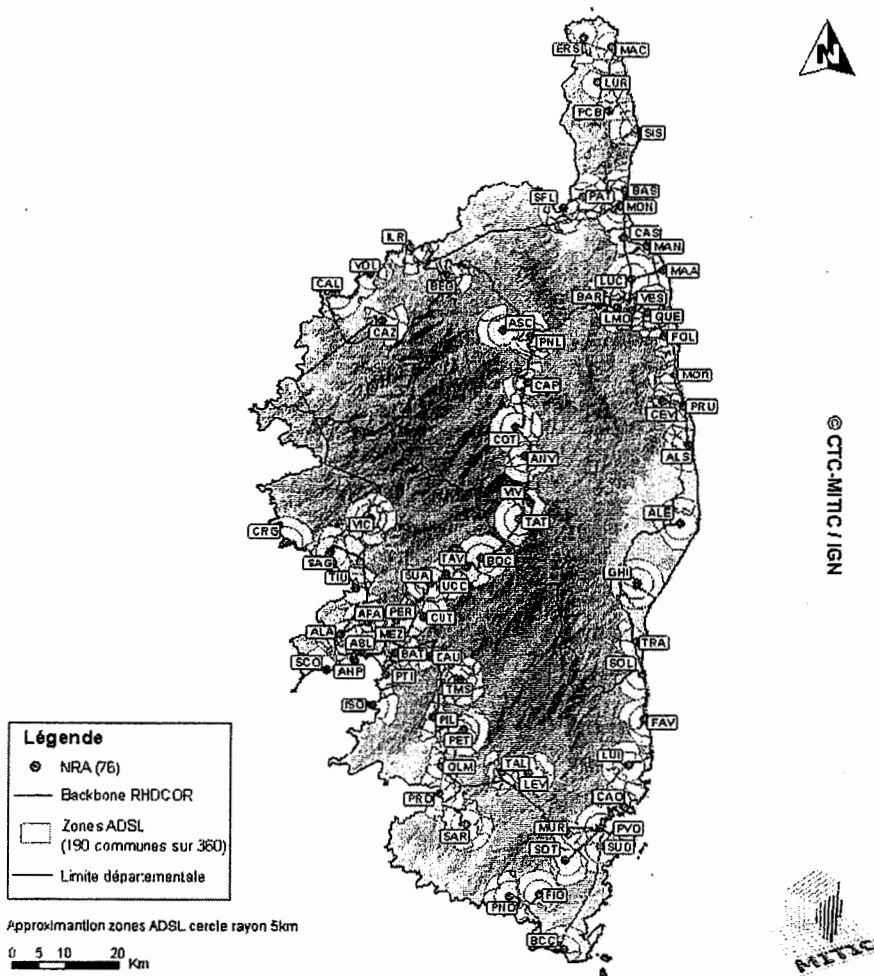 ERS
MAC
LUR
PCB
SIS
N
SFL
PAT
BAS
MON
ILR
CAS
MAN
VOL
MAA
CAL
BEG
LUC
BAR
VES
CAZ
ASC
LMO
QUE
PNL
FOL
CAP
MOR
CEV
PRU
COT
ALS
ANV
VIV
VIC
TAT
ALE
CRG
SAG
TAV
BOC
TIU
SUA
UCC
GHI
AFA
PER
CUT
ALA
MEZ
TRA
ABL
BAT
CAU
SOL
SCO
AHP
PTI
TMS
ISO
PIL
FAV
PET
OLM
TAL
LUI
LEV
PRO
CAO
SAR
MUR
PVO
SOT
SUD
PND
FIG
BCC
© CTC-MITIC / IGN
Légende
NRA (76)
Backbone RHDCOR
Zones ADSL
(190 communes sur 360)
Limite départementale
Approximantion zones ADSL cercle rayon 5km
0 5 10 20
Km
MITIC